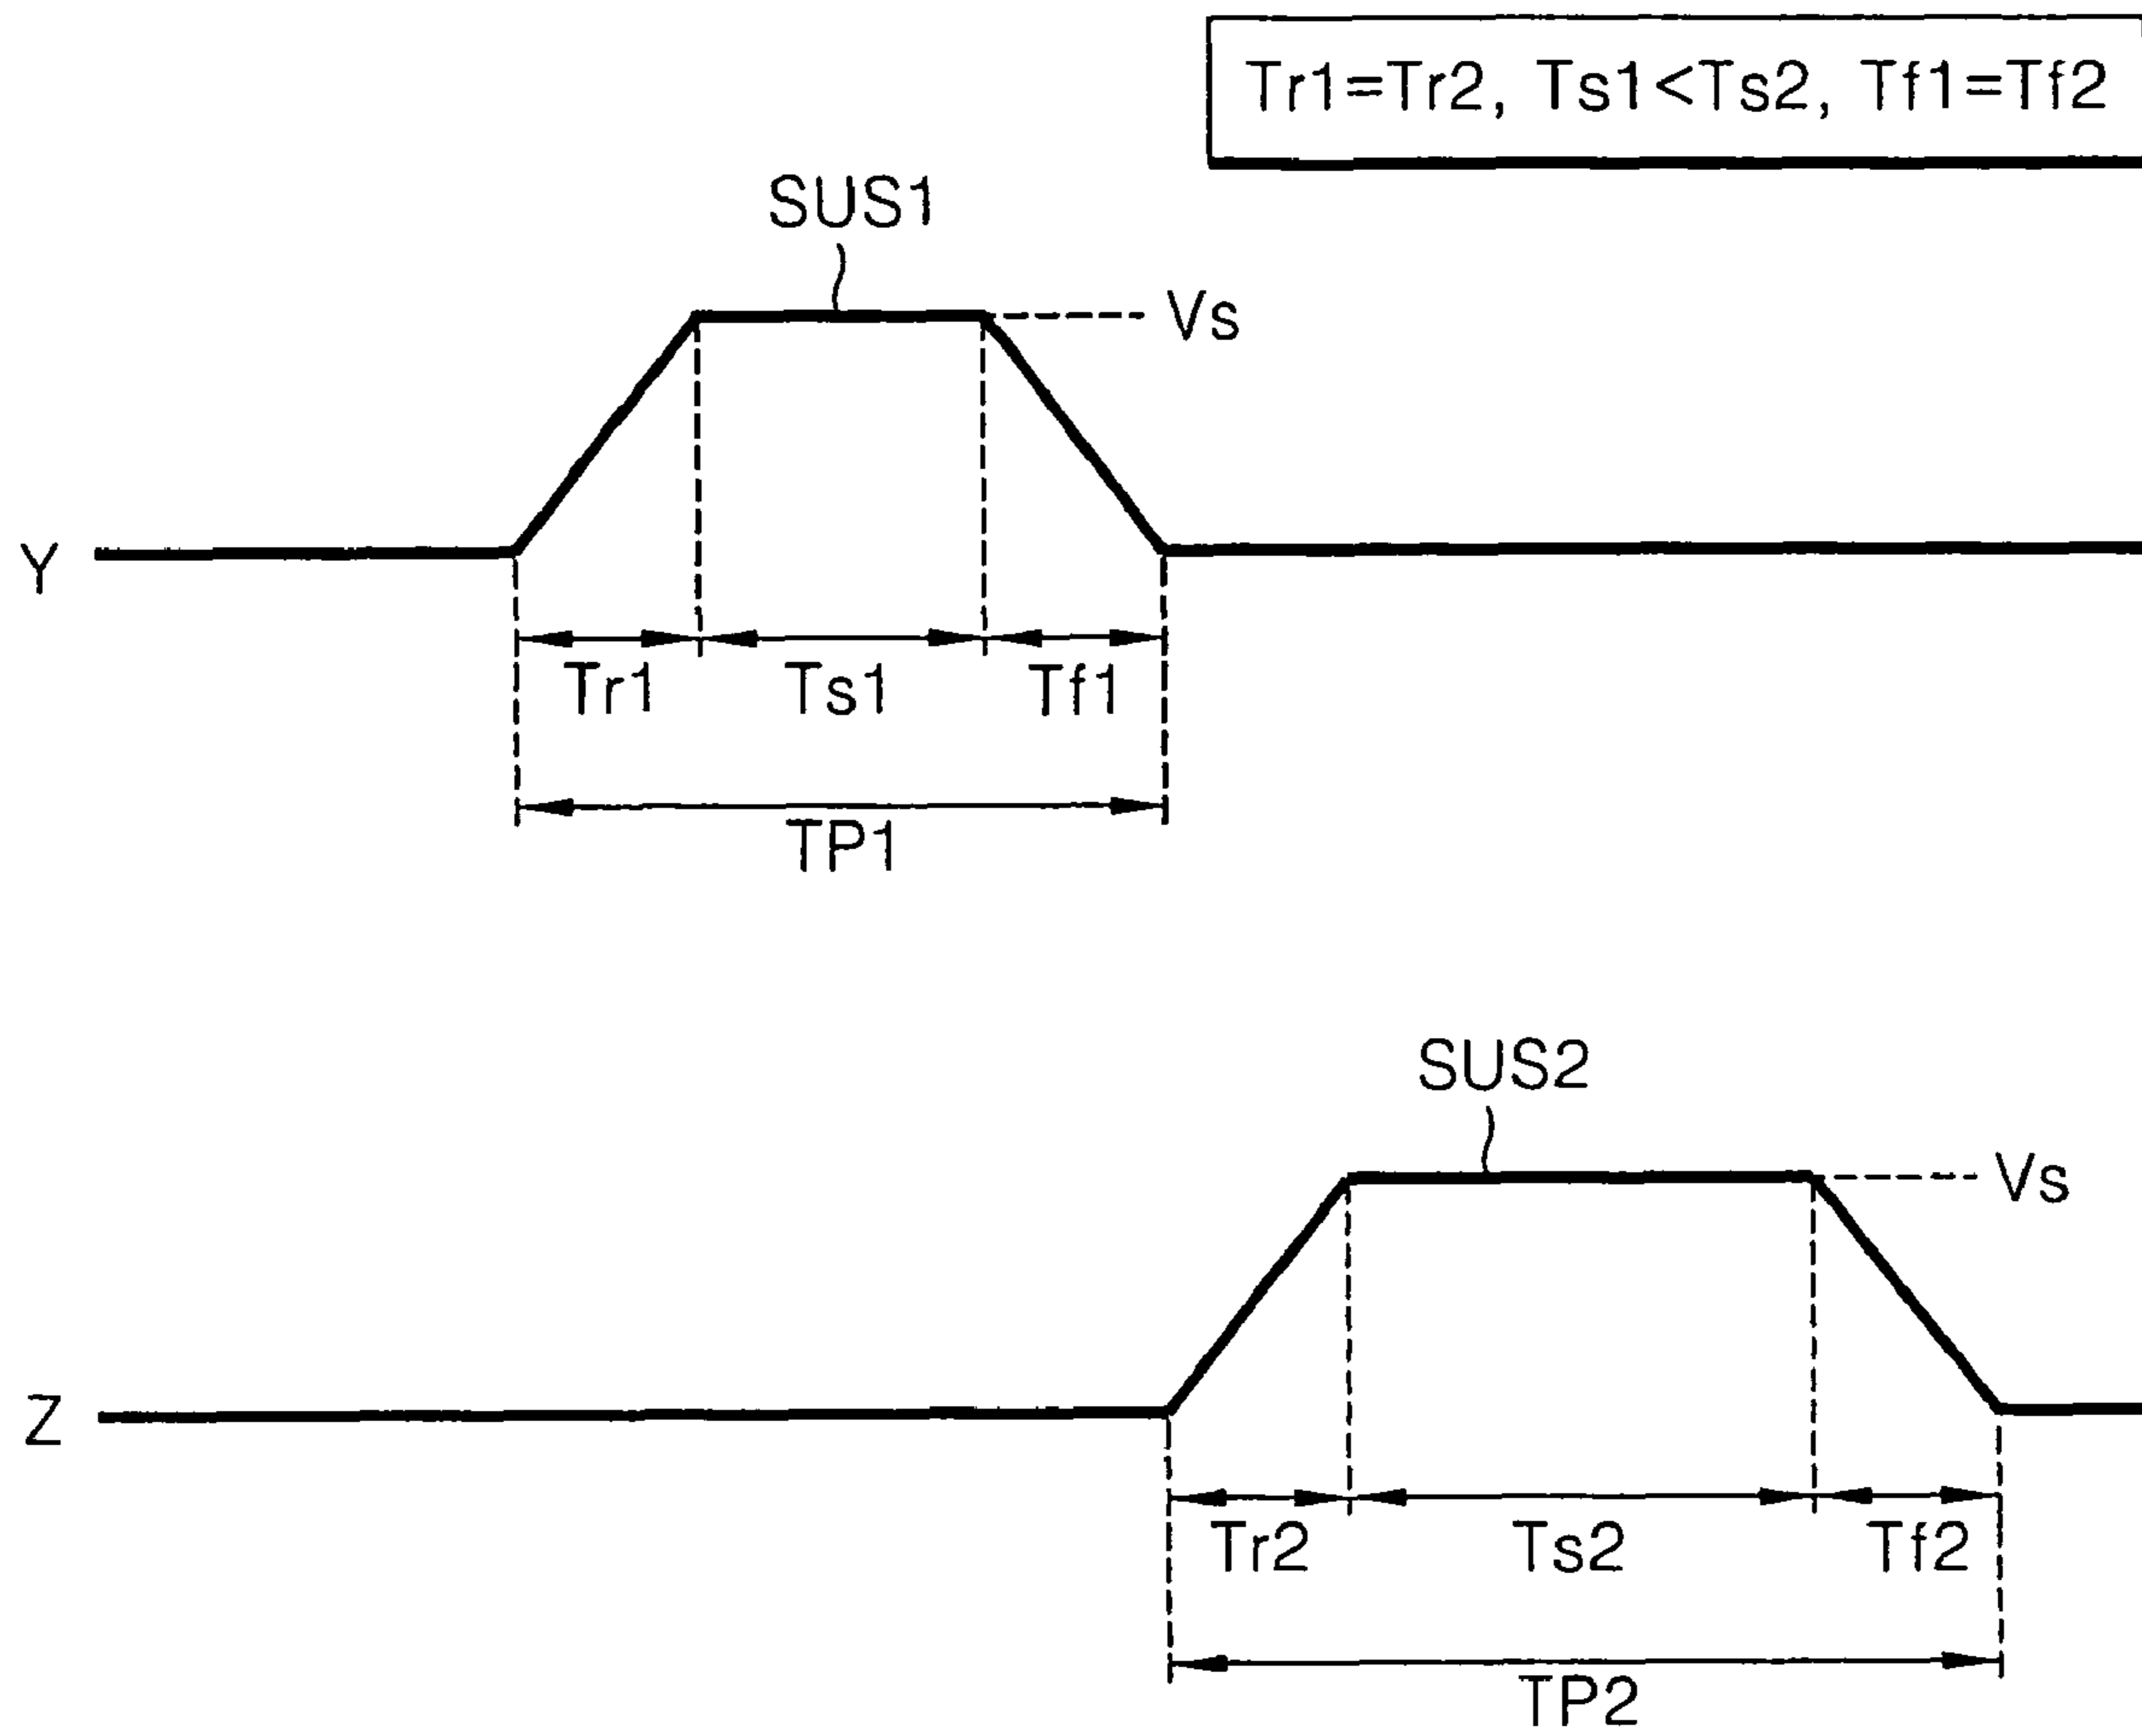 Tr1=Tr2, Ts1<Ts2, Tf1=Tf2
SUS1
Vs
Y
Tr1 Ts1 Tf1
TP1
SUS2
Vs
Z
Tr2 Ts2 Tf2
TP2